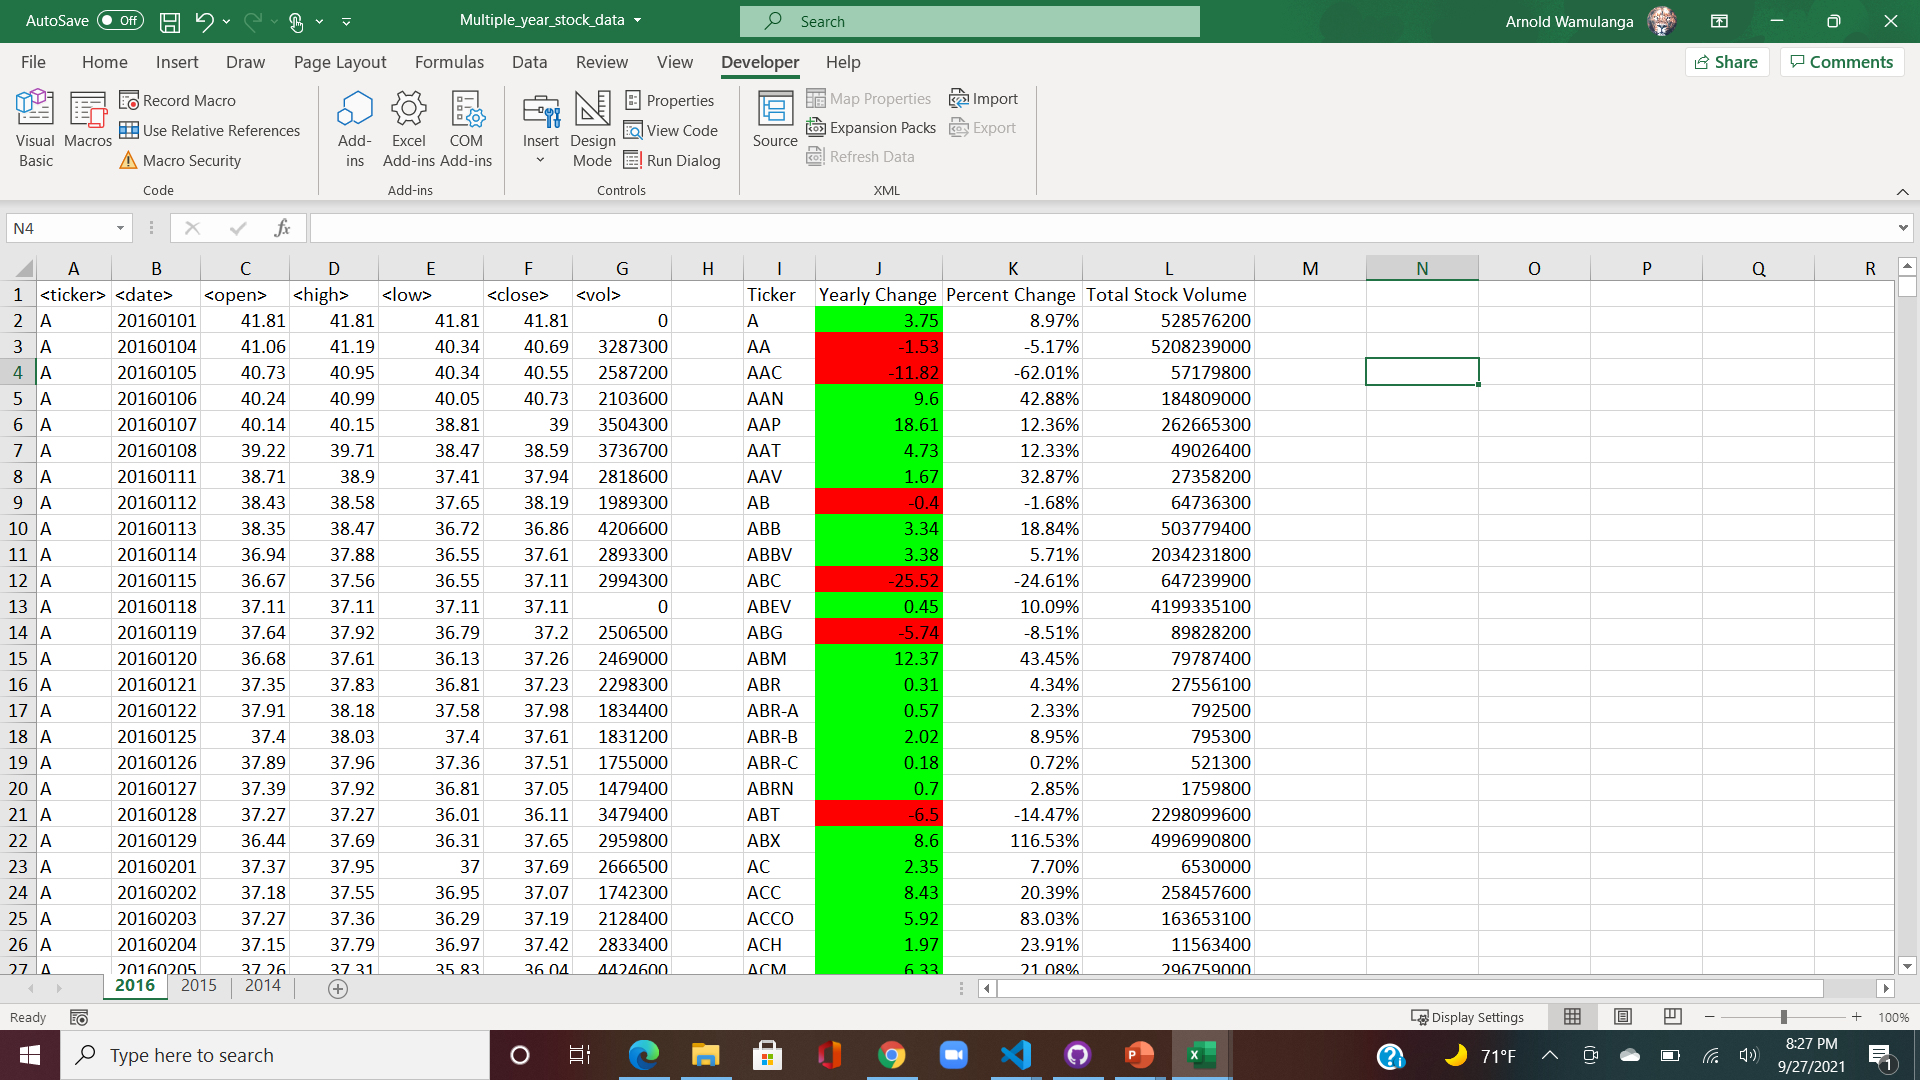 AutoSave Off Multiple_year_stock_data Search Arnold Wamulanga
File Home Insert Draw Page Layout Formulas Data Review View Developer Help Share Comments
Visual Basic Macros Record Macro Use Relative References Macro Security Code
Add-ins Excel Add-ins COM Add-ins Add-ins
Insert Design Mode Properties View Code Run Dialog Controls
Source Map Properties Expansion Packs Refresh Data Import Export XML
N4 fx
A B C D E F G H I J K L M N O P Q R
1 <ticker> <date> <open> <high> <low> <close> <vol> Ticker Yearly Change Percent Change Total Stock Volume
2 A 20160101 41.81 41.81 41.81 41.81 0 A 3.75 8.97% 528576200
3 A 20160104 41.06 41.19 40.34 40.69 3287300 AA -1.53 -5.17% 5208239000
4 A 20160105 40.73 40.95 40.34 40.55 2587200 AAC -11.82 -62.01% 57179800
5 A 20160106 40.24 40.99 40.05 40.73 2103600 AAN 9.6 42.88% 184809000
6 A 20160107 40.14 40.15 38.81 39 3504300 AAP 18.61 12.36% 262665300
7 A 20160108 39.22 39.71 38.47 38.59 3736700 AAT 4.73 12.33% 49026400
8 A 20160111 38.71 38.9 37.41 37.94 2818600 AAV 1.67 32.87% 27358200
9 A 20160112 38.43 38.58 37.65 38.19 1989300 AB -0.4 -1.68% 64736300
10 A 20160113 38.35 38.47 36.72 36.86 4206600 ABB 3.34 18.84% 503779400
11 A 20160114 36.94 37.88 36.55 37.61 2893300 ABBV 3.38 5.71% 2034231800
12 A 20160115 36.67 37.56 36.55 37.11 2994300 ABC -25.52 -24.61% 647239900
13 A 20160118 37.11 37.11 37.11 37.11 0 ABEV 0.45 10.09% 4199335100
14 A 20160119 37.64 37.92 36.79 37.2 2506500 ABG -5.74 -8.51% 89828200
15 A 20160120 36.68 37.61 36.13 37.26 2469000 ABM 12.37 43.45% 79787400
16 A 20160121 37.35 37.83 36.81 37.23 2298300 ABR 0.31 4.34% 27556100
17 A 20160122 37.91 38.18 37.58 37.98 1834400 ABR-A 0.57 2.33% 792500
18 A 20160125 37.4 38.03 37.4 37.61 1831200 ABR-B 2.02 8.95% 795300
19 A 20160126 37.89 37.96 37.36 37.51 1755000 ABR-C 0.18 0.72% 521300
20 A 20160127 37.39 37.92 36.81 37.05 1479400 ABRN 0.7 2.85% 1759800
21 A 20160128 37.27 37.27 36.01 36.11 3479400 ABT -6.5 -14.47% 2298099600
22 A 20160129 36.44 37.69 36.31 37.65 2959800 ABX 8.6 116.53% 4996990800
23 A 20160201 37.37 37.95 37 37.69 2666500 AC 2.35 7.70% 6530000
24 A 20160202 37.18 37.55 36.95 37.07 1742300 ACC 8.43 20.39% 258457600
25 A 20160203 37.27 37.36 36.29 37.19 2128400 ACCO 5.92 83.03% 163653100
26 A 20160204 37.15 37.79 36.97 37.42 2833400 ACH 1.97 23.91% 11563400
27 A 20160205 37.26 37.31 35.83 36.04 4424600 ACM 6.33 21.08% 296759000
2016 2015 2014
Ready Display Settings 100%
Type here to search 71°F 8:27 PM
9/27/2021 1